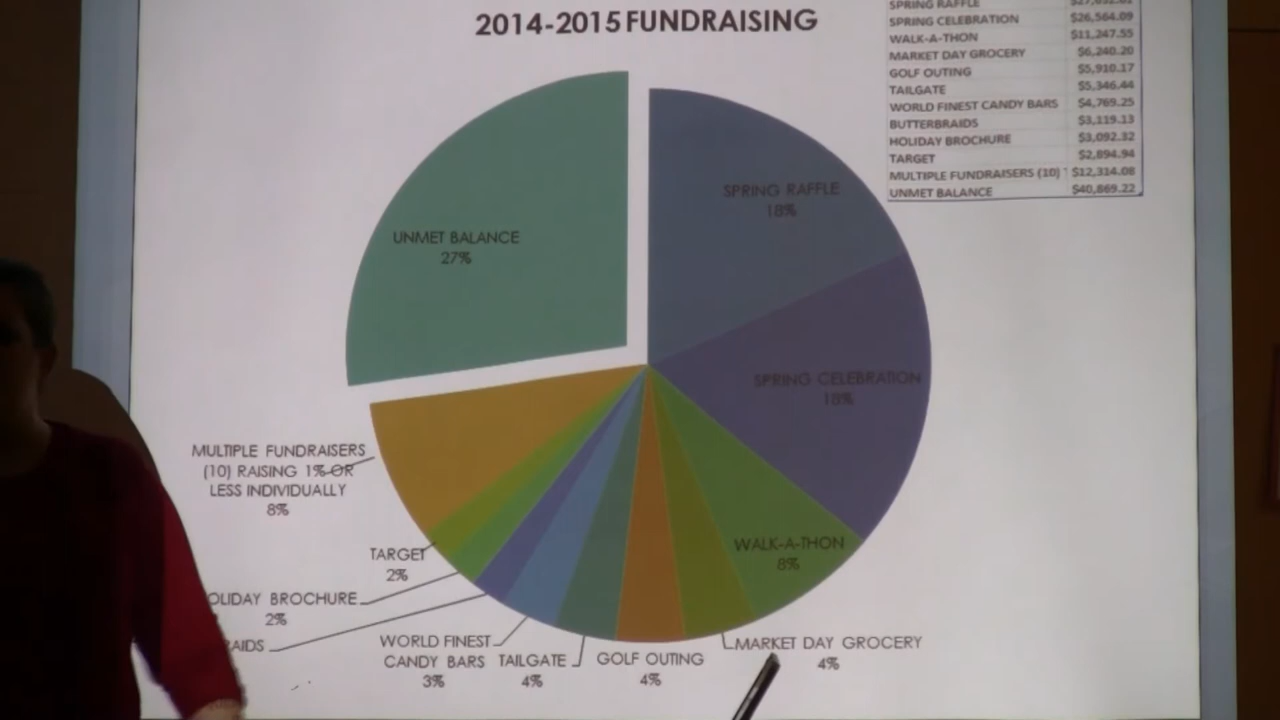 2014-2015 FUNDRAISING
SPRING RAFFLE
SPRING CELEBRATION $26,564.09
WALK-A-THON $11,247.55
MARKET DAY GROCERY $6,240.20
GOLF OUTING $5,910.17
TAILGATE $5,346.44
WORLD FINEST CANDY BARS $4,769.25
BUTTERBRAIDS $3,119.13
HOLIDAY BROCHURE $3,092.32
TARGET $2,894.94
MULTIPLE FUNDRAISERS (10) $12,314.08
UNMET BALANCE $40,869.22
SPRING RAFFLE
18%
UNMET BALANCE
27%
SPRING CELEBRATION
18%
MULTIPLE FUNDRAISERS
(10) RAISING 1% OR
LESS INDIVIDUALLY
8%
WALK-A-THON
8%
TARGET
2%
OLIDAY BROCHURE
2%
RAIDS
WORLD FINEST
CANDY BARS
3%
TAILGATE
4%
GOLF OUTING
4%
MARKET DAY GROCERY
4%